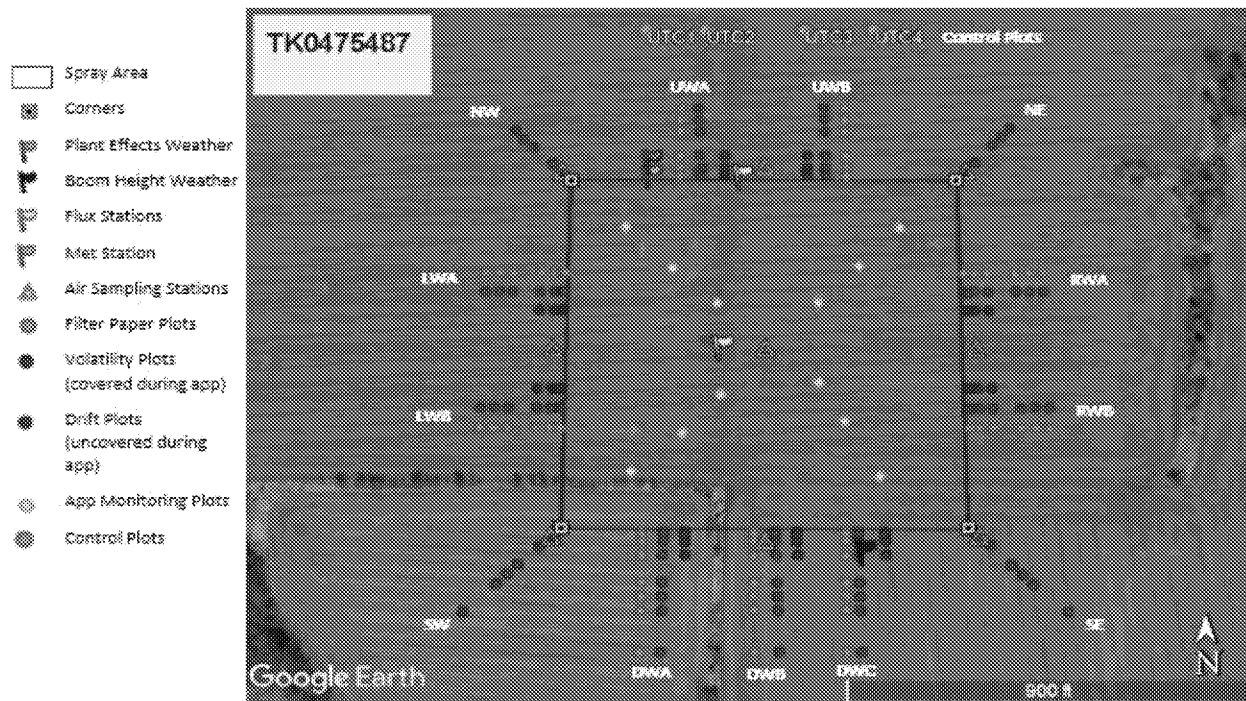 TK0475487
Control Plots
UWA
UWB
NW
NE
Spray Area
Corners
Plant Effects Weather
Boom Height Weather
Flux Stations
Met Station
Air Sampling Stations
Filter Paper Plots
Volatility Plots
(covered during app)
Drift Plots
(uncovered during
app)
App Monitoring Plots
Control Plots
LWA
RWA
LWB
RWB
SW
SE
DWA
DWB
DWC
Google Earth
N
900 ft